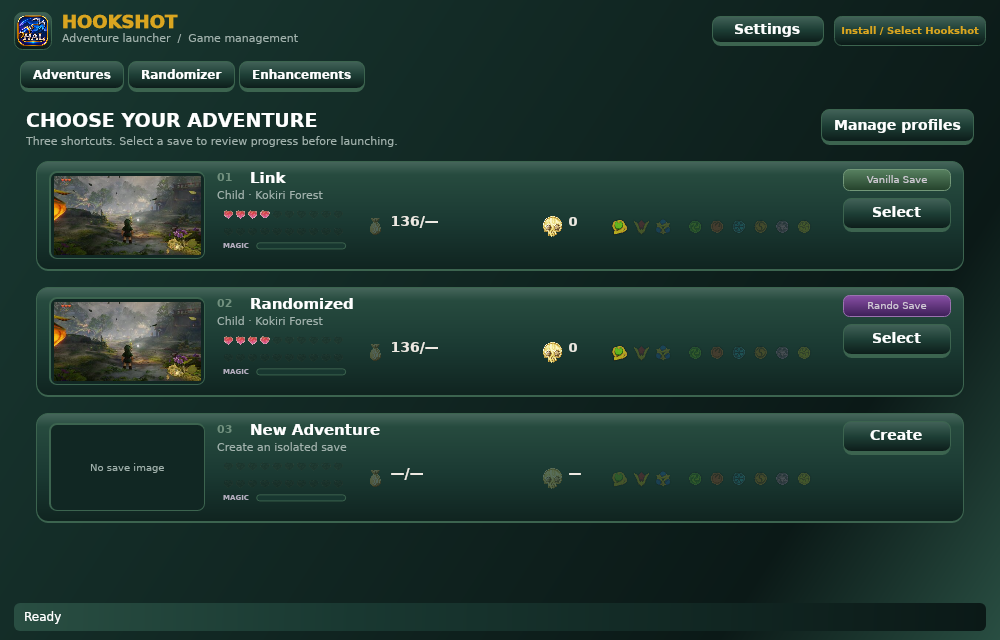 HOOKSHOT
Adventure launcher / Game management
Settings
Install / Select Hookshot
Adventures
Randomizer
Enhancements
CHOOSE YOUR ADVENTURE
Three shortcuts. Select a save to review progress before launching.
Manage profiles
01 Link
Child · Kokiri Forest
136/—
0
MAGIC
Vanilla Save
Select
02 Randomized
Child · Kokiri Forest
136/—
0
MAGIC
Rando Save
Select
No save image
03 New Adventure
Create an isolated save
—/—
—
MAGIC
Create
Ready